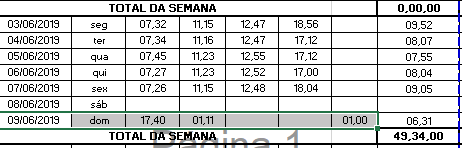 TOTAL DA SEMANA 0,00,00
03/06/2019 seg 07,32 11,15 12,47 18,56 09,52
04/06/2019 ter 07,34 11,16 12,47 17,12 08,07
05/06/2019 qua 07,45 11,23 12,55 17,12 07,55
06/06/2019 qui 07,27 11,23 12,52 17,00 08,04
07/06/2019 sex 07,26 11,15 12,48 18,04 09,05
08/06/2019 sáb
09/06/2019 dom 17,40 01,11 01,00 06,31
TOTAL DA SEMANA 49,34,00
Página 1